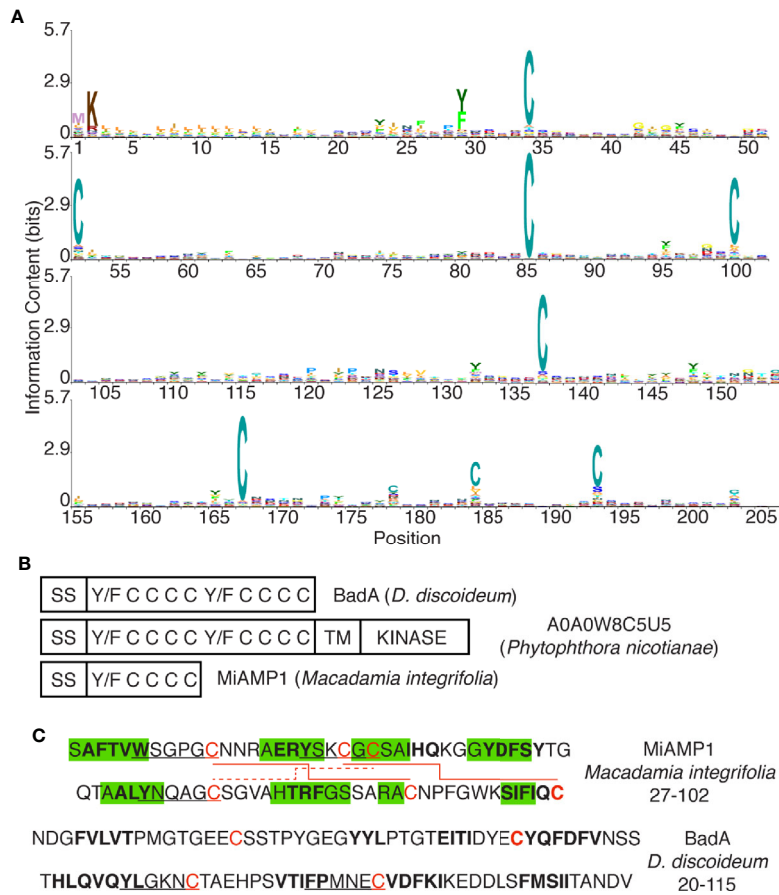 A
Information Content (bits)
5.7
2.9
0
M K Y F C
1 5 10 15 20 25 30 35 40 45 50
5.7
2.9
0
C C C
55 60 65 70 75 80 85 90 95 100
5.7
2.9
0
C
105 110 115 120 125 130 135 140 145 150
5.7
2.9
0
C C C
155 160 165 170 175 180 185 190 195 200 205
Position
B
SS Y/F C C C C Y/F C C C C BadA (D. discoideum)
SS Y/F C C C C Y/F C C C C TM KINASE A0A0W8C5U5
(Phytophthora nicotianae)
SS Y/F C C C C MiAMP1 (Macadamia integrifolia)
C
SAFTVWSGPGCNNRAERYSKCGCSAIHQKGGYDFSYTG MiAMP1
Macadamia integrifolia
QTAALYNQAGCSGVAHTRFGSSARACNPFGWKSIFIQC 27-102
NDGFVLVTPMGTGEECSSTPYGEGYYLPTGTEITIDYECYQFDFVNSS BadA
D. discoideum
THLQVQYLGKNCTAEHPSVTIFPMNECVDFKIKEDDLSFMSIITANDV 20-115